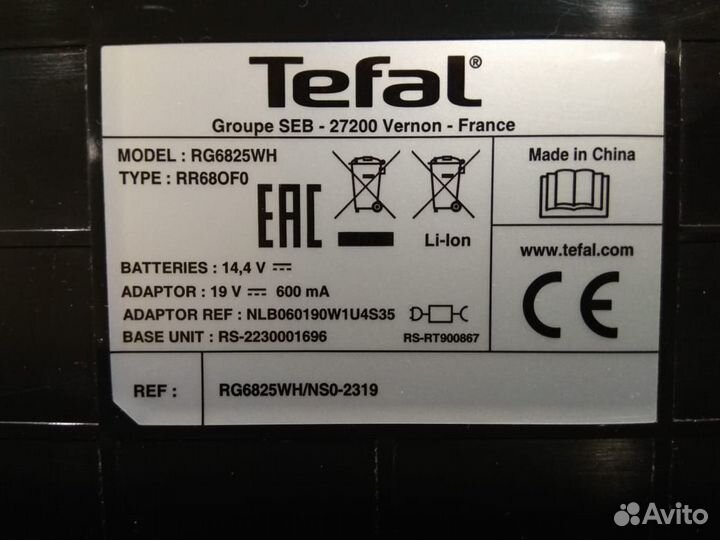 Tefal®
Groupe SEB - 27200 Vernon - France
MODEL : RG6825WH
TYPE : RR68OF0
EAC
Li-Ion
BATTERIES : 14,4 V
ADAPTOR : 19 V 600 mA
ADAPTOR REF : NLB060190W1U4S35
BASE UNIT : RS-2230001696
RS-RT900867
Made in China
www.tefal.com
CE
REF : RG6825WH/NS0-2319
Avito